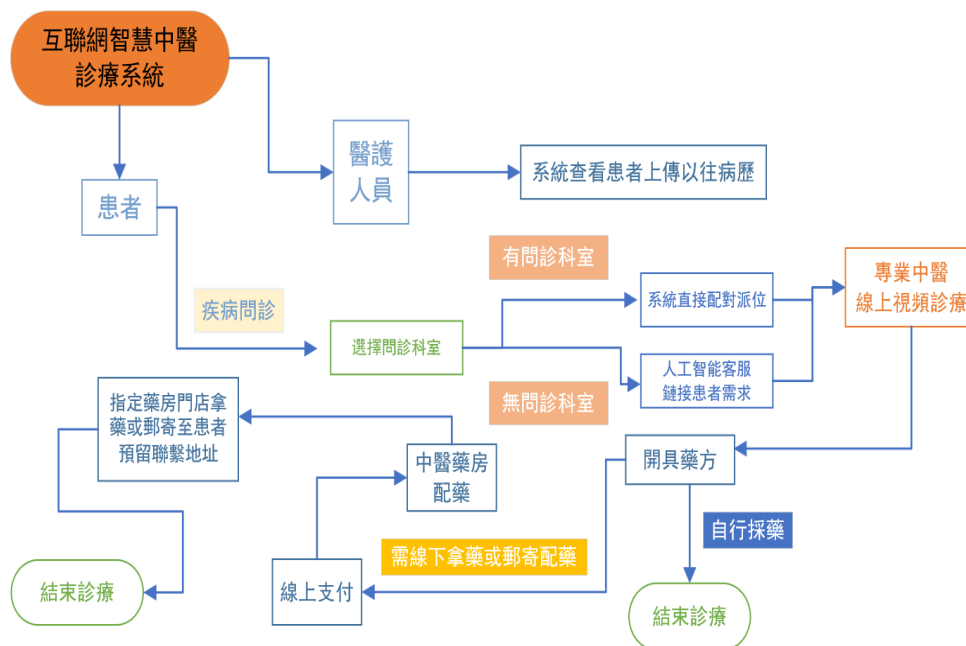 互聯網智慧中醫
診療系統
醫護
人員
系統查看患者上傳以往病歷
患者
有問診科室
專業中醫
線上視頻診療
系統直接配對派位
疾病問診
選擇問診科室
人工智能客服
鏈接患者需求
無問診科室
指定藥房門店拿
藥或郵寄至患者
預留聯繫地址
中醫藥房
配藥
開具藥方
自行採藥
需線下拿藥或郵寄配藥
線上支付
結束診療
結束診療